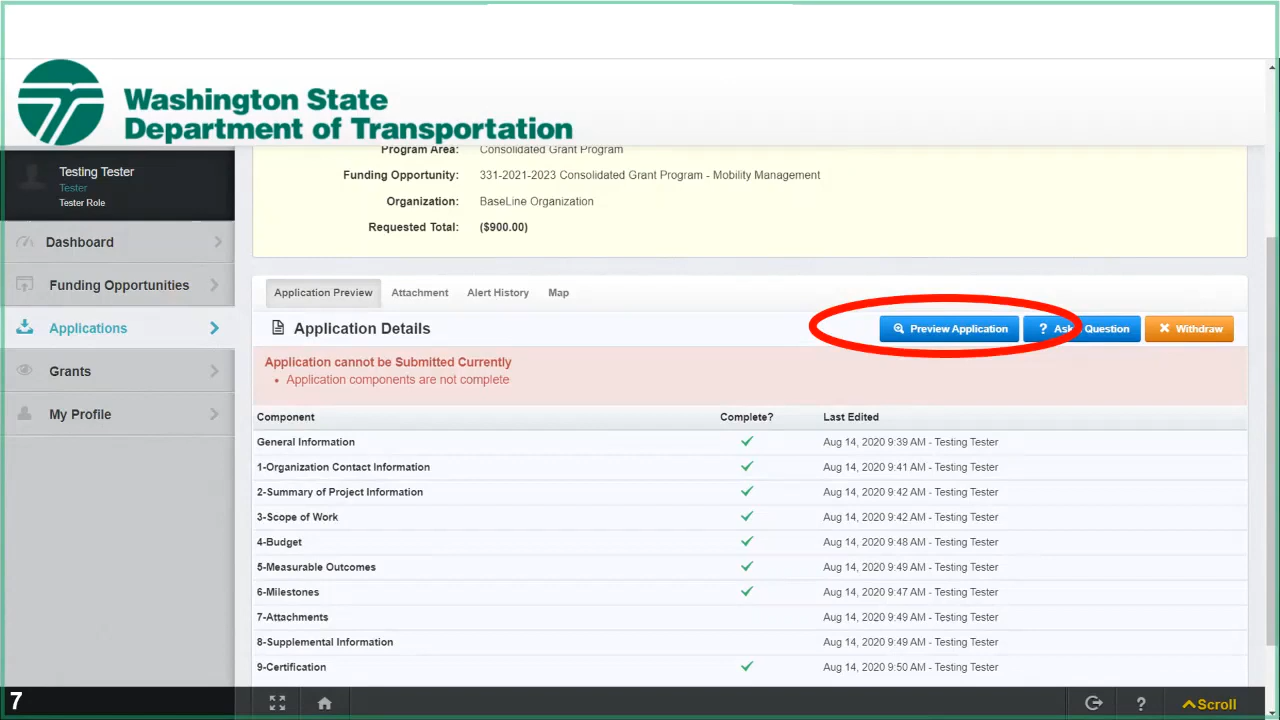 Washington State
Department of Transportation
Testing Tester
Tester
Tester Role
Dashboard
Funding Opportunities
Applications
Grants
My Profile
Program Area: Consolidated Grant Program
Funding Opportunity: 331-2021-2023 Consolidated Grant Program - Mobility Management
Organization: BaseLine Organization
Requested Total: ($900.00)
Application Preview Attachment Alert History Map
Application Details Preview Application ? Ask Question Withdraw
Application cannot be Submitted Currently
• Application components are not complete
Component Complete? Last Edited
General Information ✓ Aug 14, 2020 9:39 AM - Testing Tester
1-Organization Contact Information ✓ Aug 14, 2020 9:41 AM - Testing Tester
2-Summary of Project Information ✓ Aug 14, 2020 9:42 AM - Testing Tester
3-Scope of Work ✓ Aug 14, 2020 9:42 AM - Testing Tester
4-Budget ✓ Aug 14, 2020 9:48 AM - Testing Tester
5-Measurable Outcomes ✓ Aug 14, 2020 9:49 AM - Testing Tester
6-Milestones ✓ Aug 14, 2020 9:47 AM - Testing Tester
7-Attachments Aug 14, 2020 9:49 AM - Testing Tester
8-Supplemental Information Aug 14, 2020 9:49 AM - Testing Tester
9-Certification ✓ Aug 14, 2020 9:50 AM - Testing Tester
7 ? Scroll